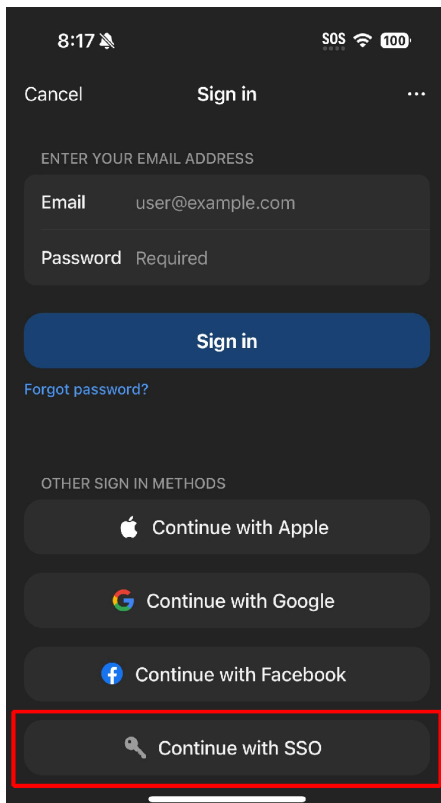 8:17 SOS 100
Cancel Sign in ...
ENTER YOUR EMAIL ADDRESS
Email user@example.com
Password Required
Sign in
Forgot password?
OTHER SIGN IN METHODS
Continue with Apple
Continue with Google
Continue with Facebook
Continue with SSO